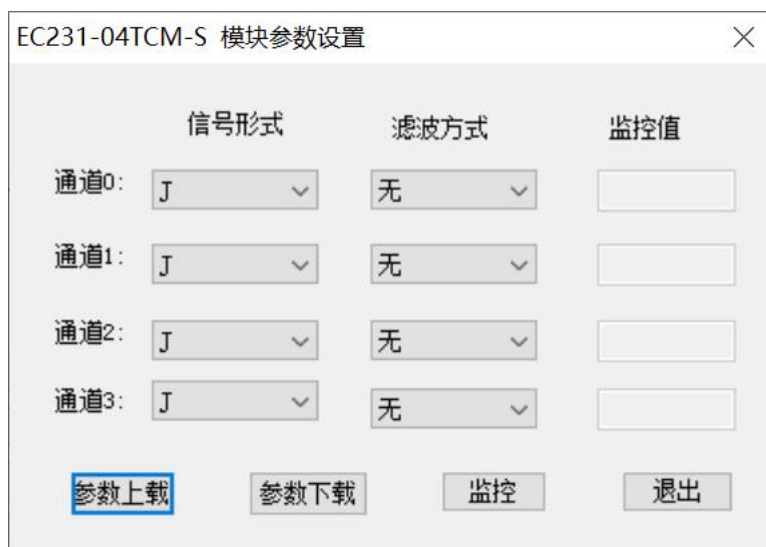 EC231-04TCM-S 模块参数设置
信号形式 滤波方式 监控值
通道0: J 无
通道1: J 无
通道2: J 无
通道3: J 无
参数上载 参数下载 监控 退出